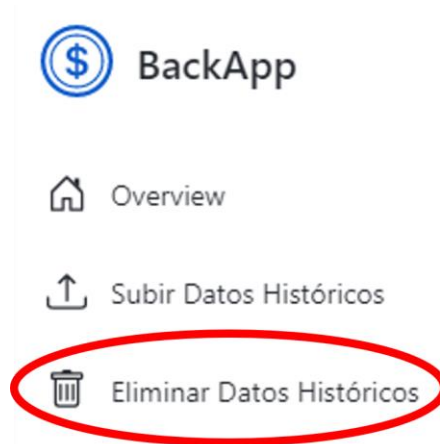 $ BackApp
Overview
Subir Datos Históricos
Eliminar Datos Históricos